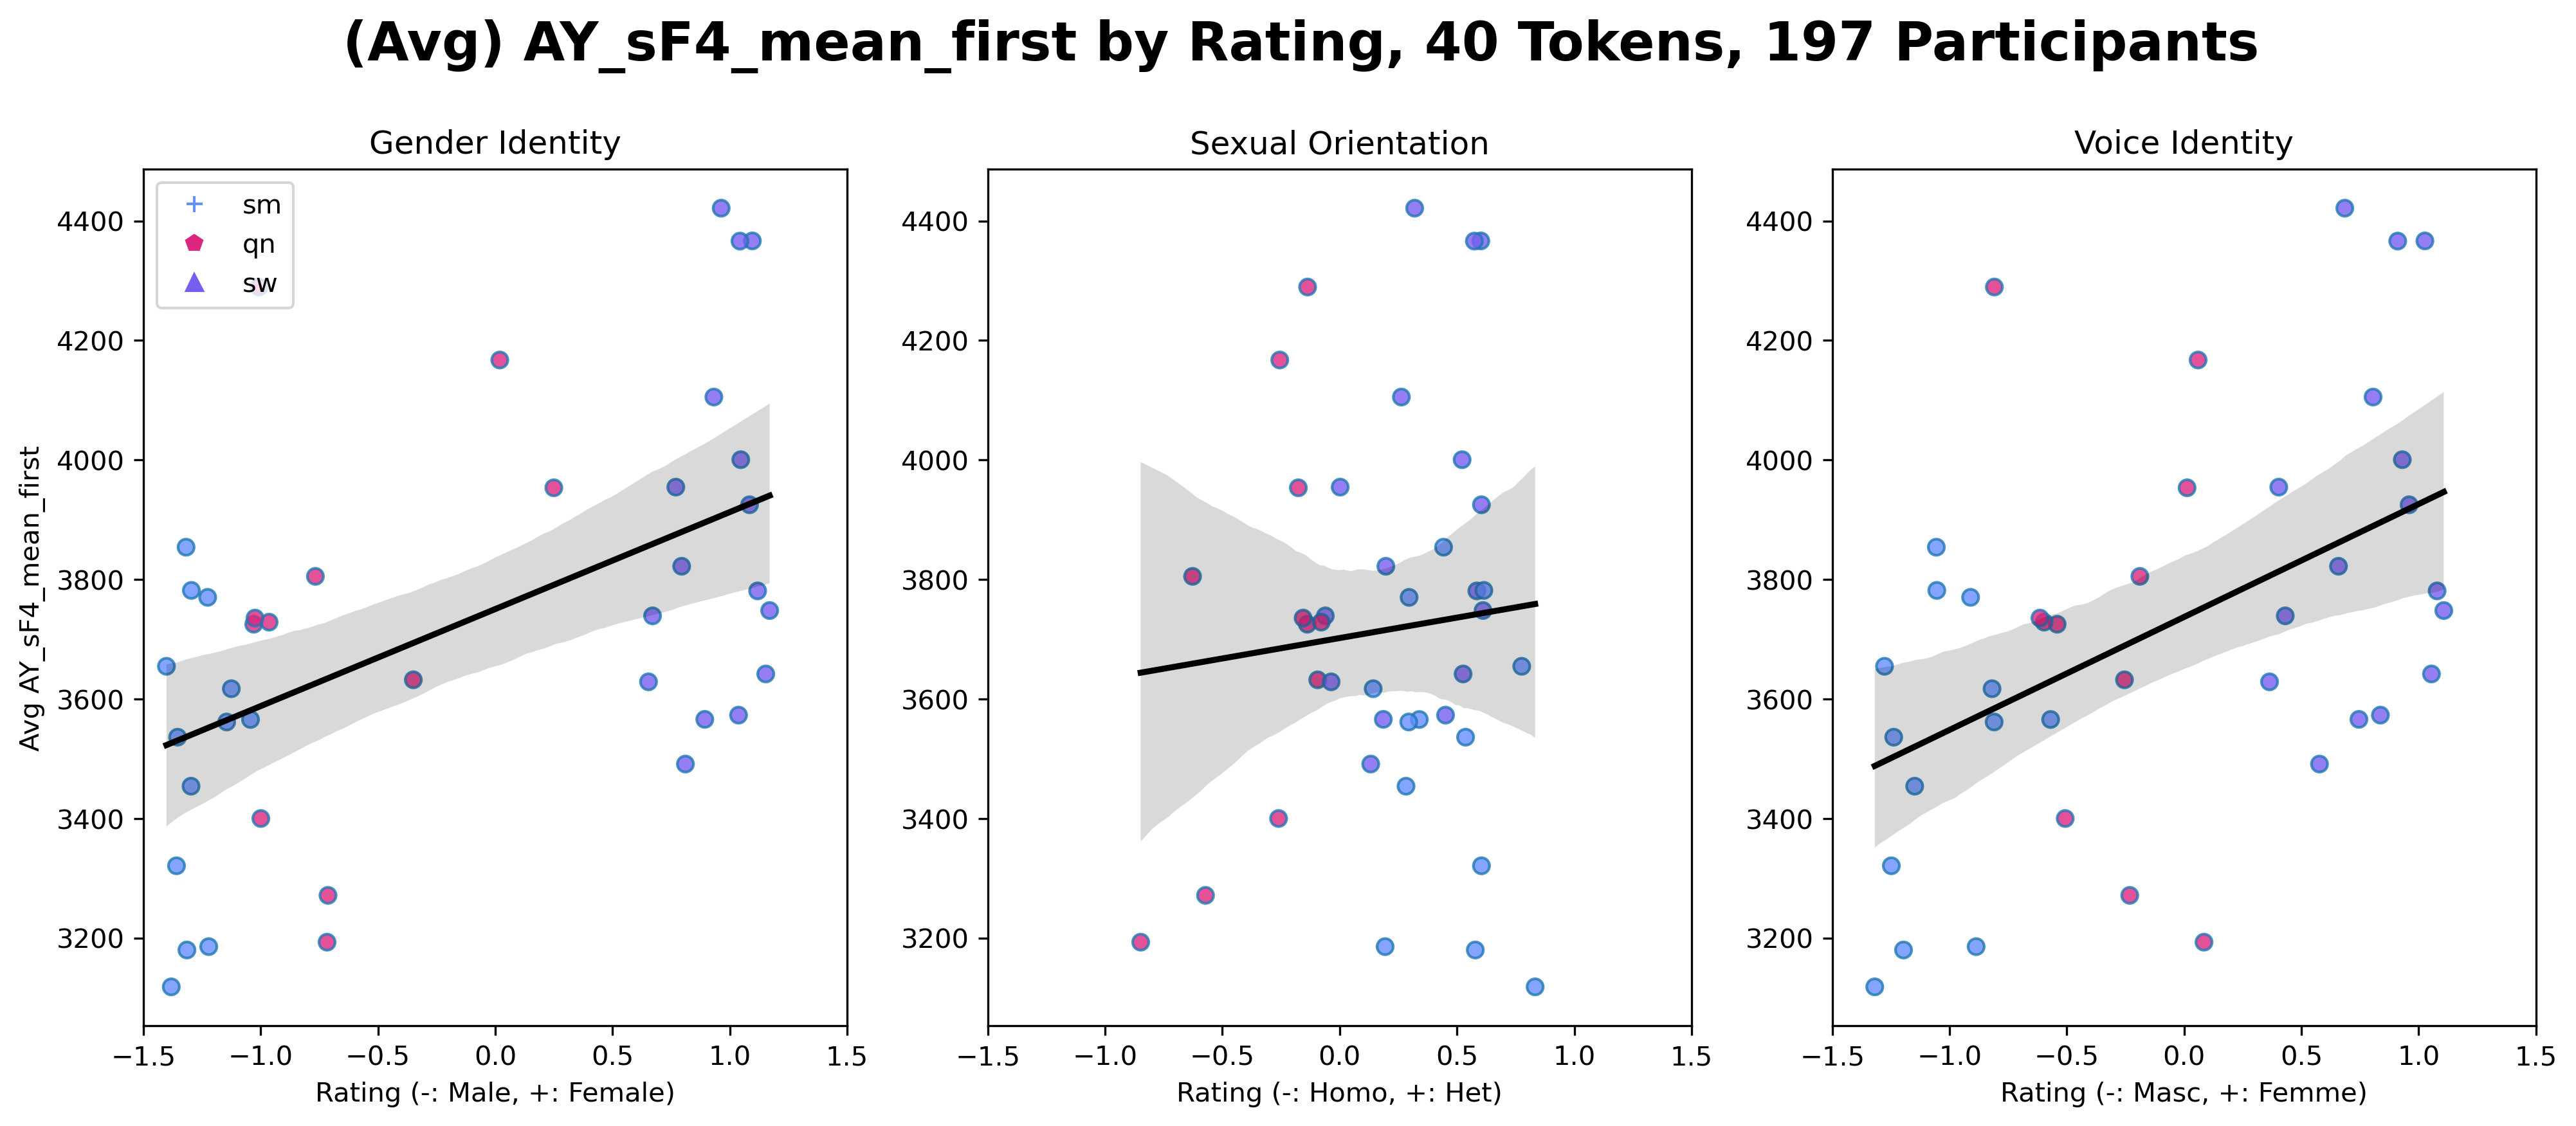 (Avg) AY_sF4_mean_first by Rating, 40 Tokens, 197 Participants
Gender Identity
Sexual Orientation
Voice Identity
sm
qn
sw
Avg AY_sF4_mean_first
4400
4200
4000
3800
3600
3400
3200
−1.5 −1.0 −0.5 0.0 0.5 1.0 1.5
Rating (-: Male, +: Female)
4400
4200
4000
3800
3600
3400
3200
−1.5 −1.0 −0.5 0.0 0.5 1.0 1.5
Rating (-: Homo, +: Het)
4400
4200
4000
3800
3600
3400
3200
−1.5 −1.0 −0.5 0.0 0.5 1.0 1.5
Rating (-: Masc, +: Femme)